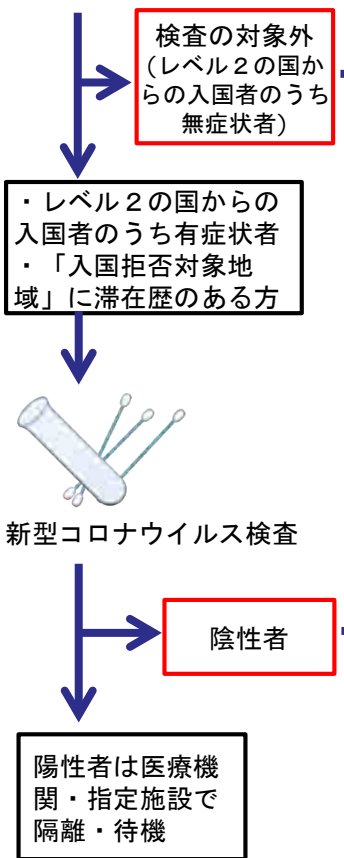 検査の対象外
(レベル２の国か
らの入国者のうち
無症状者)
・レベル２の国からの
入国者のうち有症状者
・「入国拒否対象地
域」に滞在歴のある方
新型コロナウイルス検査
陰性者
陽性者は医療機
関・指定施設で
隔離・待機